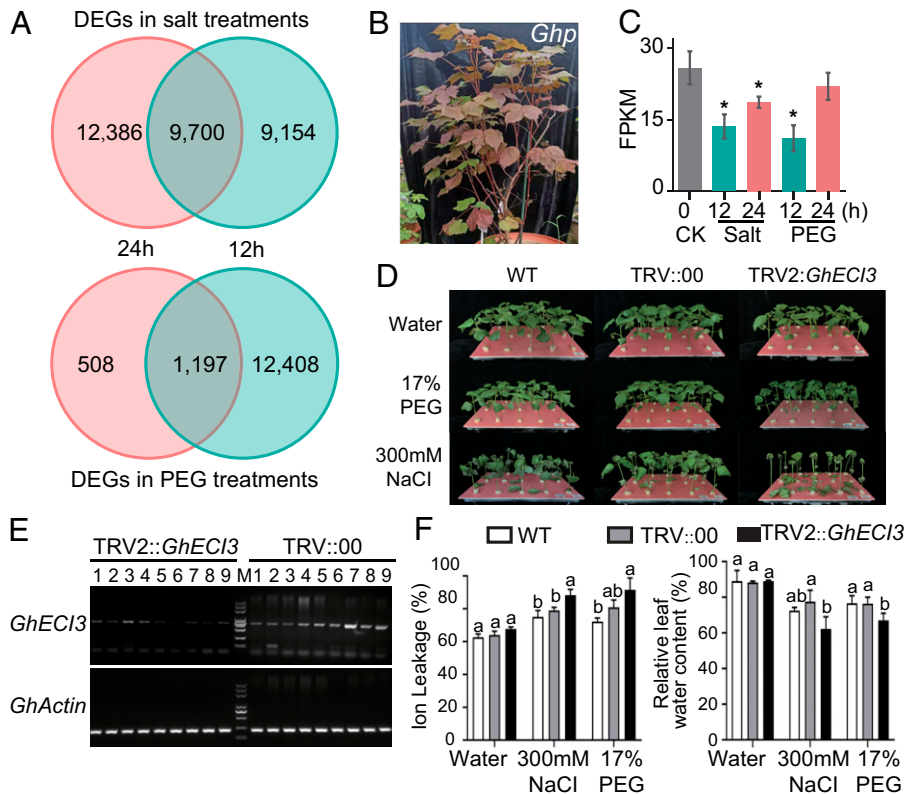 A
DEGs in salt treatments
12,386 9,700 9,154
24h 12h
508 1,197 12,408
DEGs in PEG treatments
B
Ghp
C
FPKM
30
15
0
* * *
0 12 24 12 24 (h)
CK Salt PEG
D
WT TRV::00 TRV2:GhECI3
Water
17%
PEG
300mM
NaCl
E
TRV2::GhECI3 TRV::00
1 2 3 4 5 6 7 8 9 M 1 2 3 4 5 6 7 8 9
GhECI3
GhActin
F
WT TRV::00 TRV2::GhECI3
Ion Leakage (%)
100
80
60
40
20
0
a a a b b a b ab a
Water 300mM 17%
NaCl PEG
Relative leaf
water content (%)
100
80
60
40
20
0
a a a a a b a a b
Water 300mM 17%
NaCl PEG